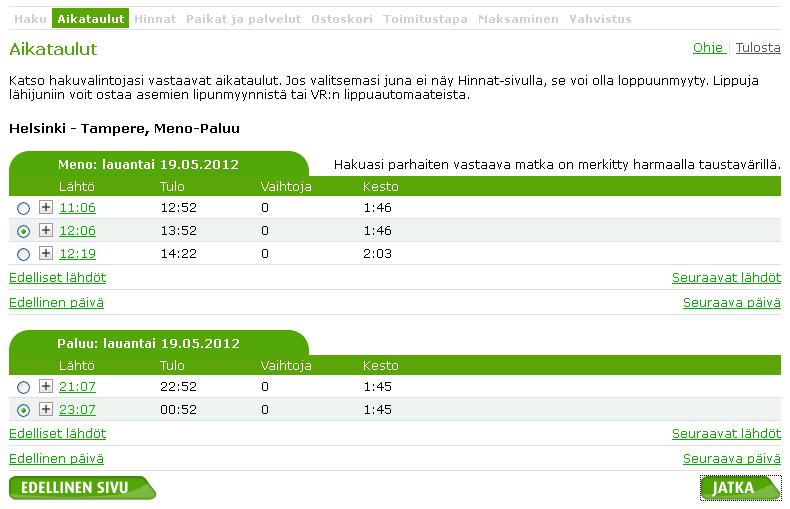 Haku Aikataulut Hinnat Paikat ja palvelut Ostoskori Toimitustapa Maksaminen Vahvistus
Aikataulut
Ohje | Tulosta
Katso hakuvalintojasi vastaavat aikataulut. Jos valitsemasi juna ei näy Hinnat-sivulla, se voi olla loppuunmyyty. Lippuja
lähijuniin voit ostaa asemien lipunmyynnistä tai VR:n lippuautomaateista.
Helsinki - Tampere, Meno-Paluu
Meno: lauantai 19.05.2012
Hakuasi parhaiten vastaava matka on merkitty harmaalla taustavärillä.
Lähtö Tulo Vaihtoja Kesto
11:06 12:52 0 1:46
12:06 13:52 0 1:46
12:19 14:22 0 2:03
Edelliset lähdöt Seuraavat lähdöt
Edellinen päivä Seuraava päivä
Paluu: lauantai 19.05.2012
Lähtö Tulo Vaihtoja Kesto
21:07 22:52 0 1:45
23:07 00:52 0 1:45
Edelliset lähdöt Seuraavat lähdöt
Edellinen päivä Seuraava päivä
EDELLINEN SIVU JATKA